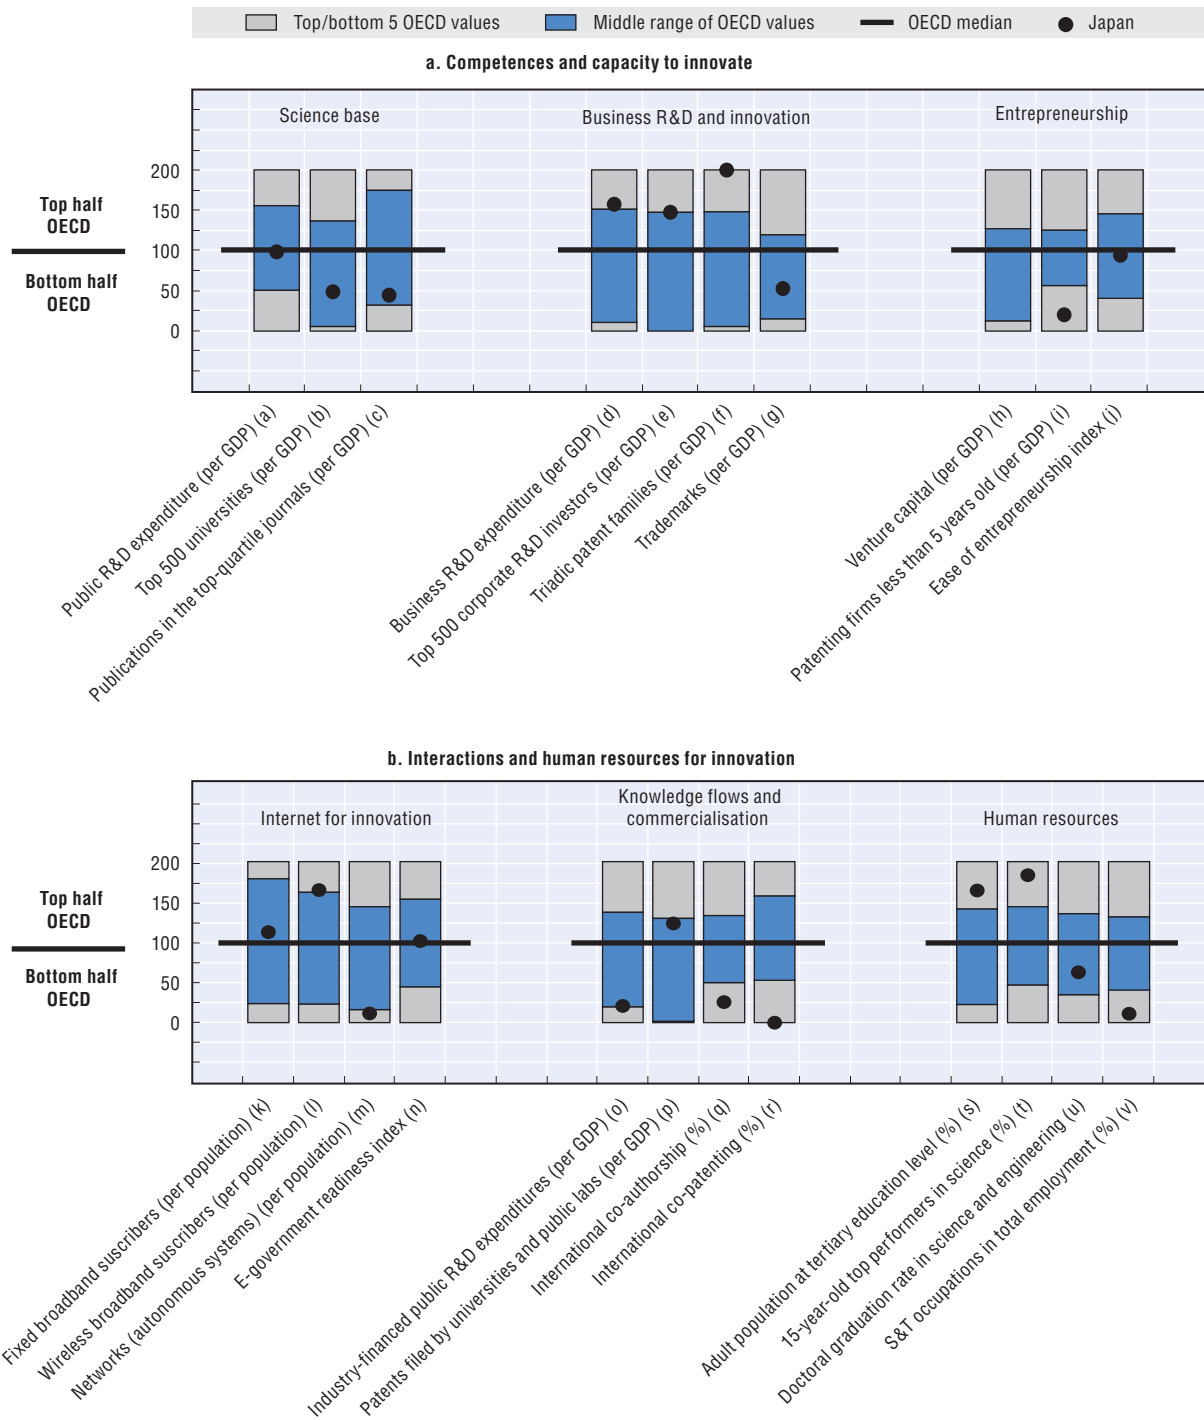 Top/bottom 5 OECD values Middle range of OECD values OECD median Japan
a. Competences and capacity to innovate
Science base Business R&D and innovation Entrepreneurship
200
150
100
50
0
Top half
OECD
Bottom half
OECD
Public R&D expenditure (per GDP) (a)
Top 500 universities (per GDP) (b)
Publications in the top-quartile journals (per GDP) (c)
Business R&D expenditure (per GDP) (d)
Top 500 corporate R&D investors (per GDP) (e)
Triadic patent families (per GDP) (f)
Trademarks (per GDP) (g)
Venture capital (per GDP) (h)
Patenting firms less than 5 years old (per GDP) (i)
Ease of entrepreneurship index (j)
b. Interactions and human resources for innovation
Internet for innovation
Knowledge flows and
commercialisation
Human resources
200
150
100
50
0
Top half
OECD
Bottom half
OECD
Fixed broadband suscribers (per population) (k)
Wireless broadband suscribers (per population) (l)
Networks (autonomous systems) (per population) (m)
E-government readiness index (n)
Industry-financed public R&D expenditures (per GDP) (o)
Patents filed by universities and public labs (per GDP) (p)
International co-authorship (%) (q)
International co-patenting (%) (r)
Adult population at tertiary education level (%) (s)
15-year-old top performers in science (%) (t)
Doctoral graduation rate in science and engineering (u)
S&T occupations in total employment (%) (v)